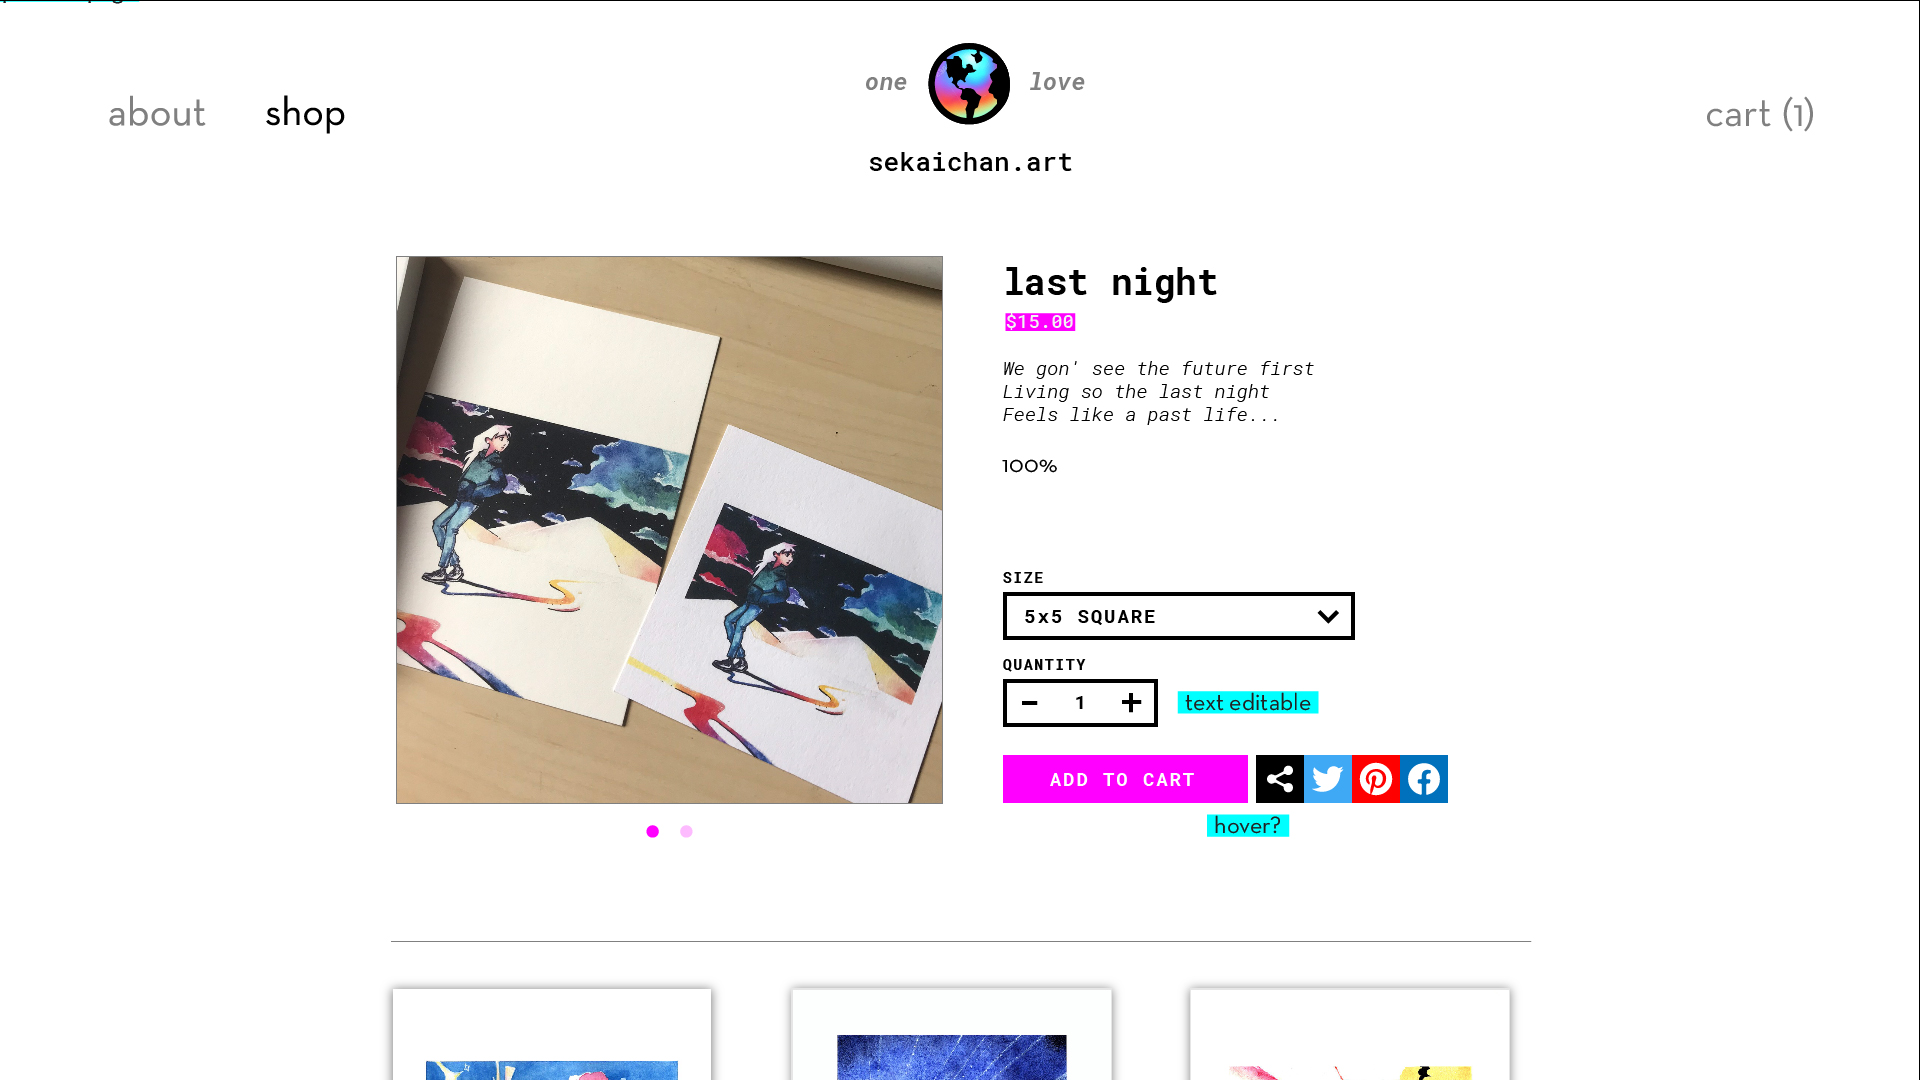 one love
about shop cart (1)
sekaichan.art
last night
$15.00
We gon' see the future first
Living so the last night
Feels like a past life...
100%
SIZE
5x5 SQUARE
QUANTITY
1 text editable
ADD TO CART
hover?